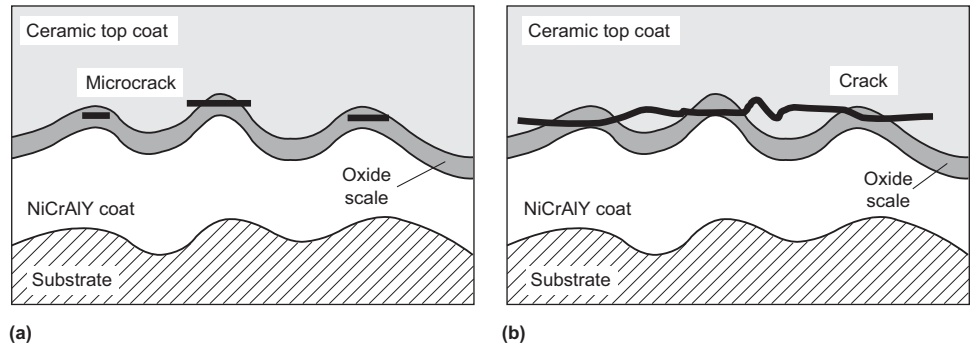 Ceramic top coat
Microcrack
Oxide
scale
NiCrAlY coat
Substrate
(a)
Ceramic top coat
Crack
Oxide
scale
NiCrAlY coat
Substrate
(b)